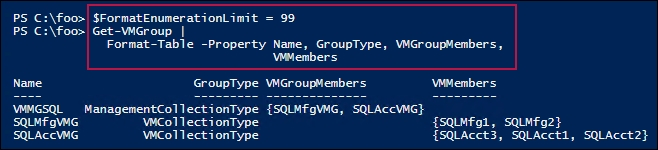 PS C:\foo> $FormatEnumerationLimit = 99
PS C:\foo> Get-VMGroup |
Format-Table -Property Name, GroupType, VMGroupMembers,
VMMembers
Name GroupType VMGroupMembers VMMembers
---- --------- -------------- ---------
VMMGSQL ManagementCollectionType {SQLMfgVMG, SQLAccVMG}
SQLMfgVMG VMCollectionType {SQLMfg1, SQLMfg2}
SQLAccVMG VMCollectionType {SQLAcct3, SQLAcct1, SQLAcct2}